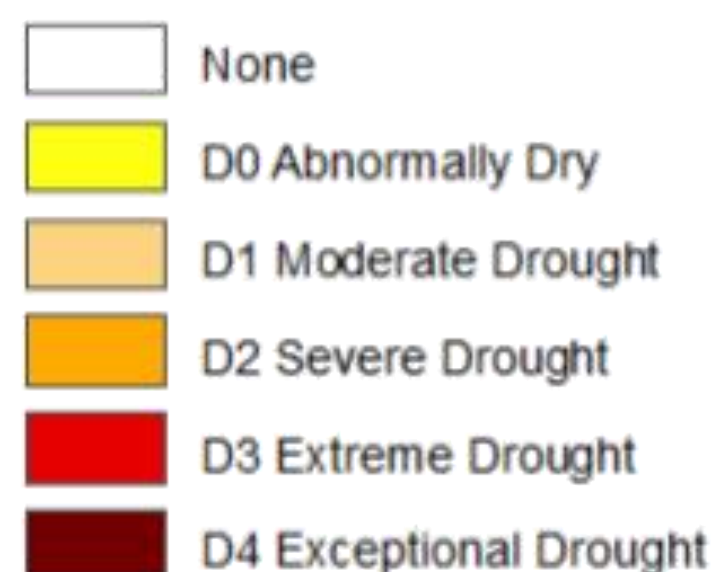 None
D0 Abnormally Dry
D1 Moderate Drought
D2 Severe Drought
D3 Extreme Drought
D4 Exceptional Drought